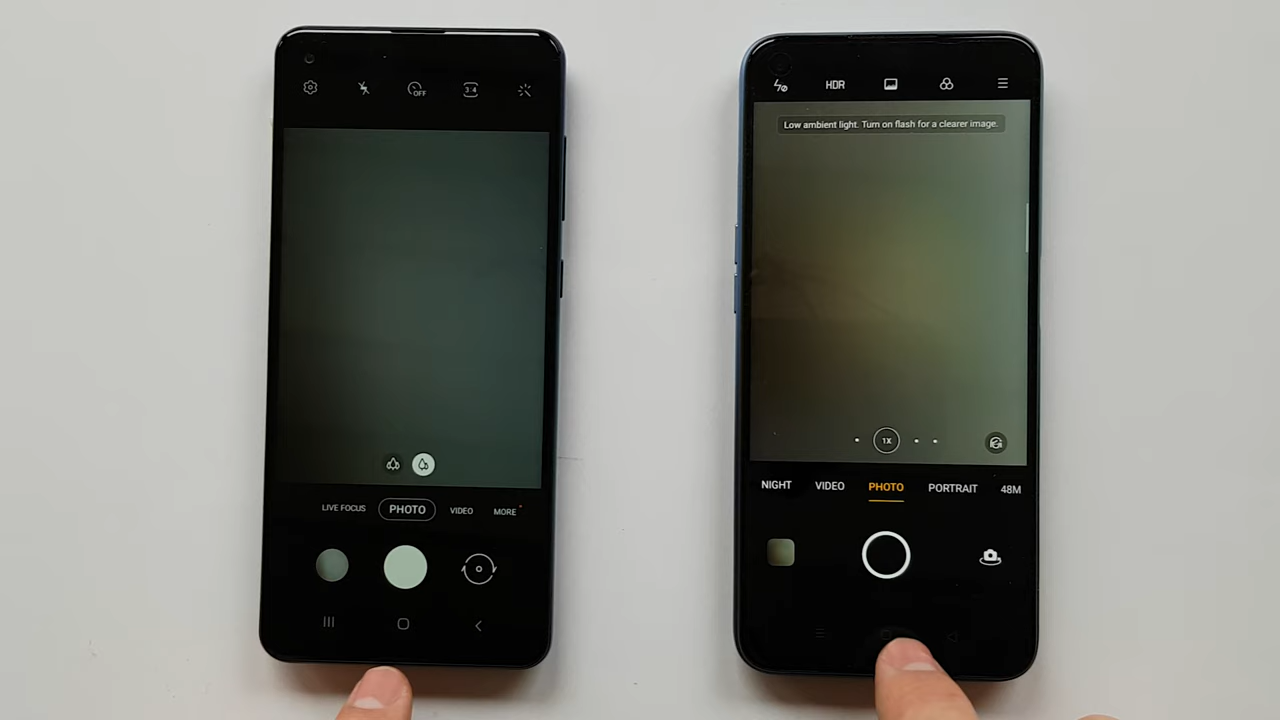 OFF
3:4
LIVE FOCUS
PHOTO
VIDEO
MORE
HDR
Low ambient light. Turn on flash for a clearer image.
1X
NIGHT
VIDEO
PHOTO
PORTRAIT
48M